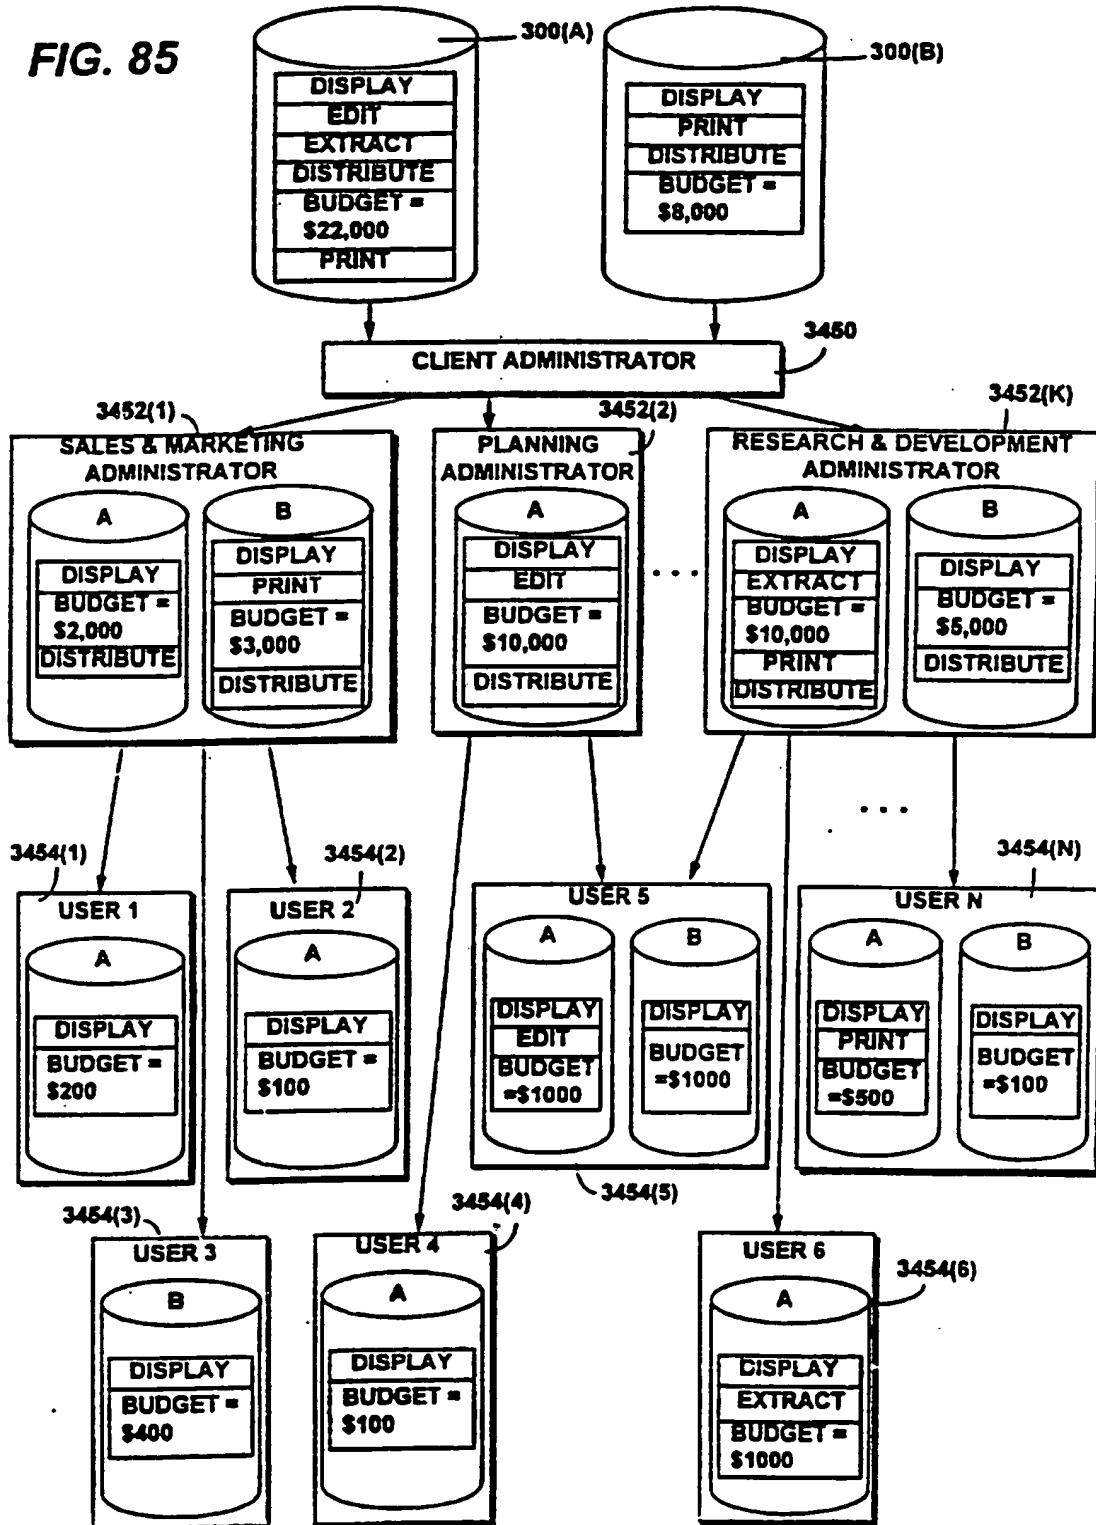 FIG. 85
300(A)
DISPLAY
EDIT
EXTRACT
DISTRIBUTE
BUDGET =
$22,000
PRINT
300(B)
DISPLAY
PRINT
DISTRIBUTE
BUDGET =
$8,000
CLIENT ADMINISTRATOR
3450
3452(1)
SALES & MARKETING
ADMINISTRATOR
A
DISPLAY
BUDGET =
$2,000
DISTRIBUTE
B
DISPLAY
PRINT
BUDGET =
$3,000
DISTRIBUTE
3452(2)
PLANNING
ADMINISTRATOR
A
DISPLAY
EDIT
BUDGET =
$10,000
DISTRIBUTE
. . .
3452(K)
RESEARCH & DEVELOPMENT
ADMINISTRATOR
A
DISPLAY
EXTRACT
BUDGET =
$10,000
PRINT
DISTRIBUTE
B
DISPLAY
BUDGET =
$5,000
DISTRIBUTE
. . .
3454(1)
USER 1
A
DISPLAY
BUDGET =
$200
3454(2)
USER 2
A
DISPLAY
BUDGET =
$100
USER 5
A
DISPLAY
EDIT
BUDGET
=$1000
B
DISPLAY
BUDGET
=$1000
3454(5)
3454(N)
USER N
A
DISPLAY
PRINT
BUDGET
=$500
B
DISPLAY
BUDGET
=$100
3454(3)
USER 3
B
DISPLAY
BUDGET =
$400
3454(4)
USER 4
A
DISPLAY
BUDGET =
$100
USER 6
3454(6)
A
DISPLAY
EXTRACT
BUDGET =
$1000